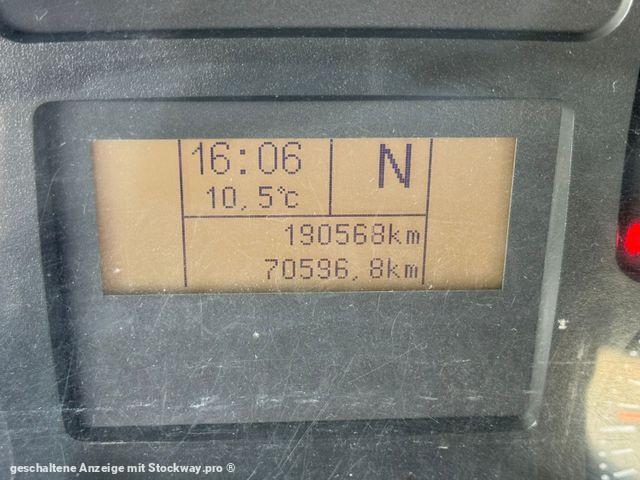 16:06
N
10,5°C
190568km
70596,8km
geschaltene Anzeige mit Stockway.pro ®